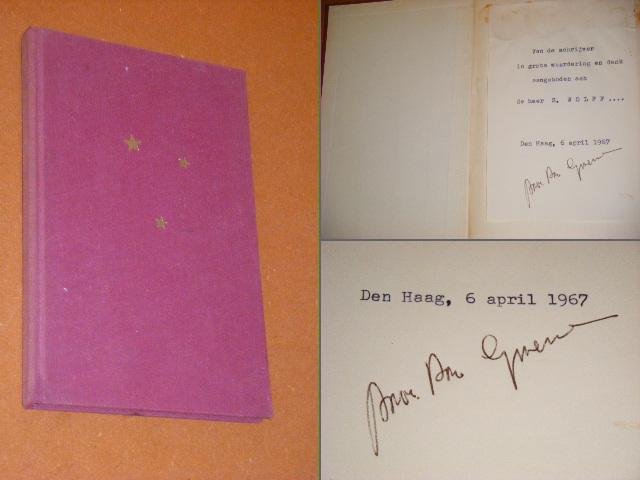 Van de schrijver
in grote waardering en dank
aangeboden aan
de heer S. WOLFF....
Den Haag, 6 april 1967
Den Haag, 6 april 1967